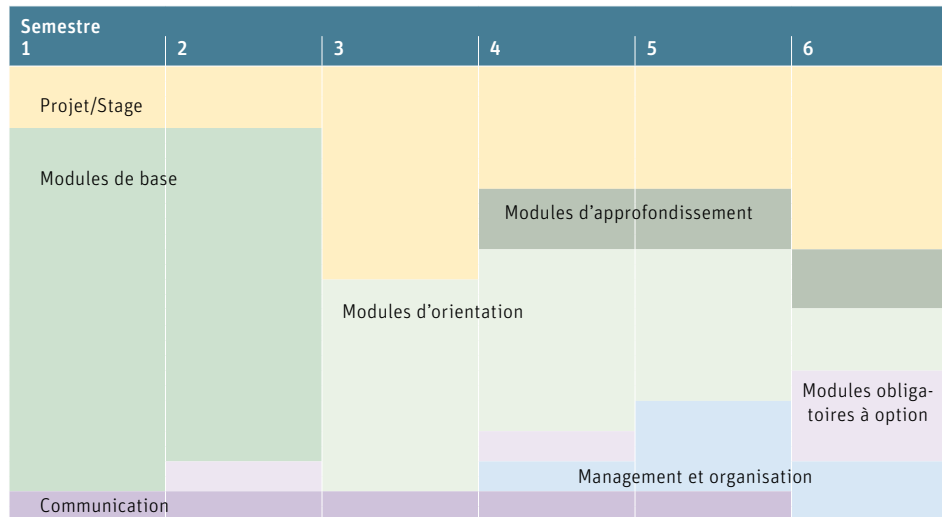 Semestre
1 2 3 4 5 6
Projet/Stage
Modules de base
Modules d'approfondissement
Modules d'orientation
Modules obliga-
toires à option
Management et organisation
Communication